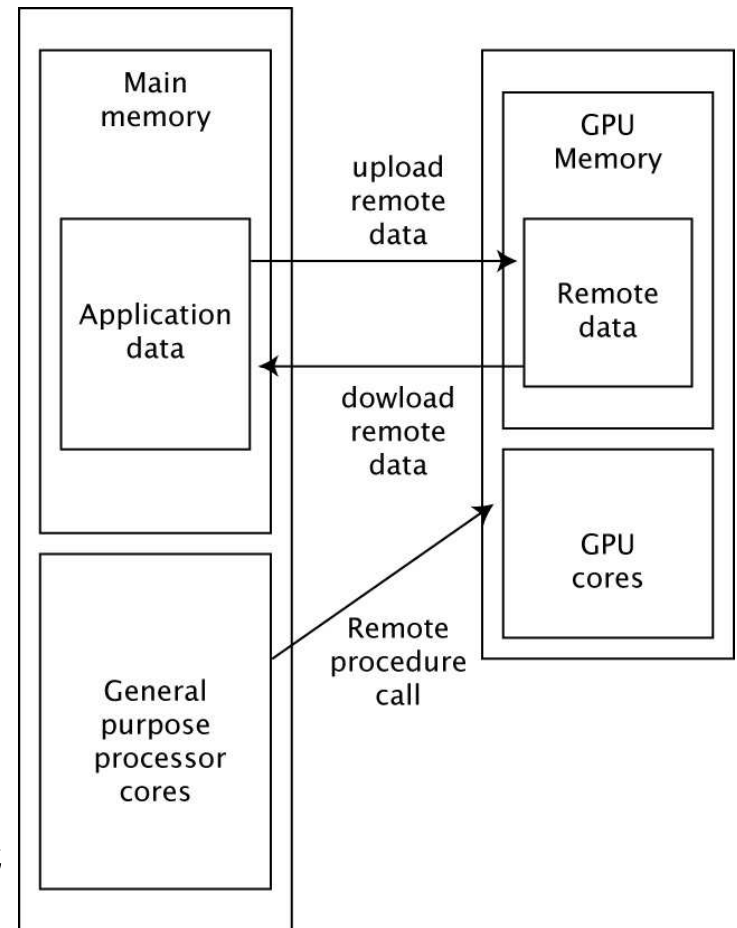 Main
memory
Application
data
General
purpose
processor
cores
upload
remote
data
dowload
remote
data
Remote
procedure
call
GPU
Memory
Remote
data
GPU
cores